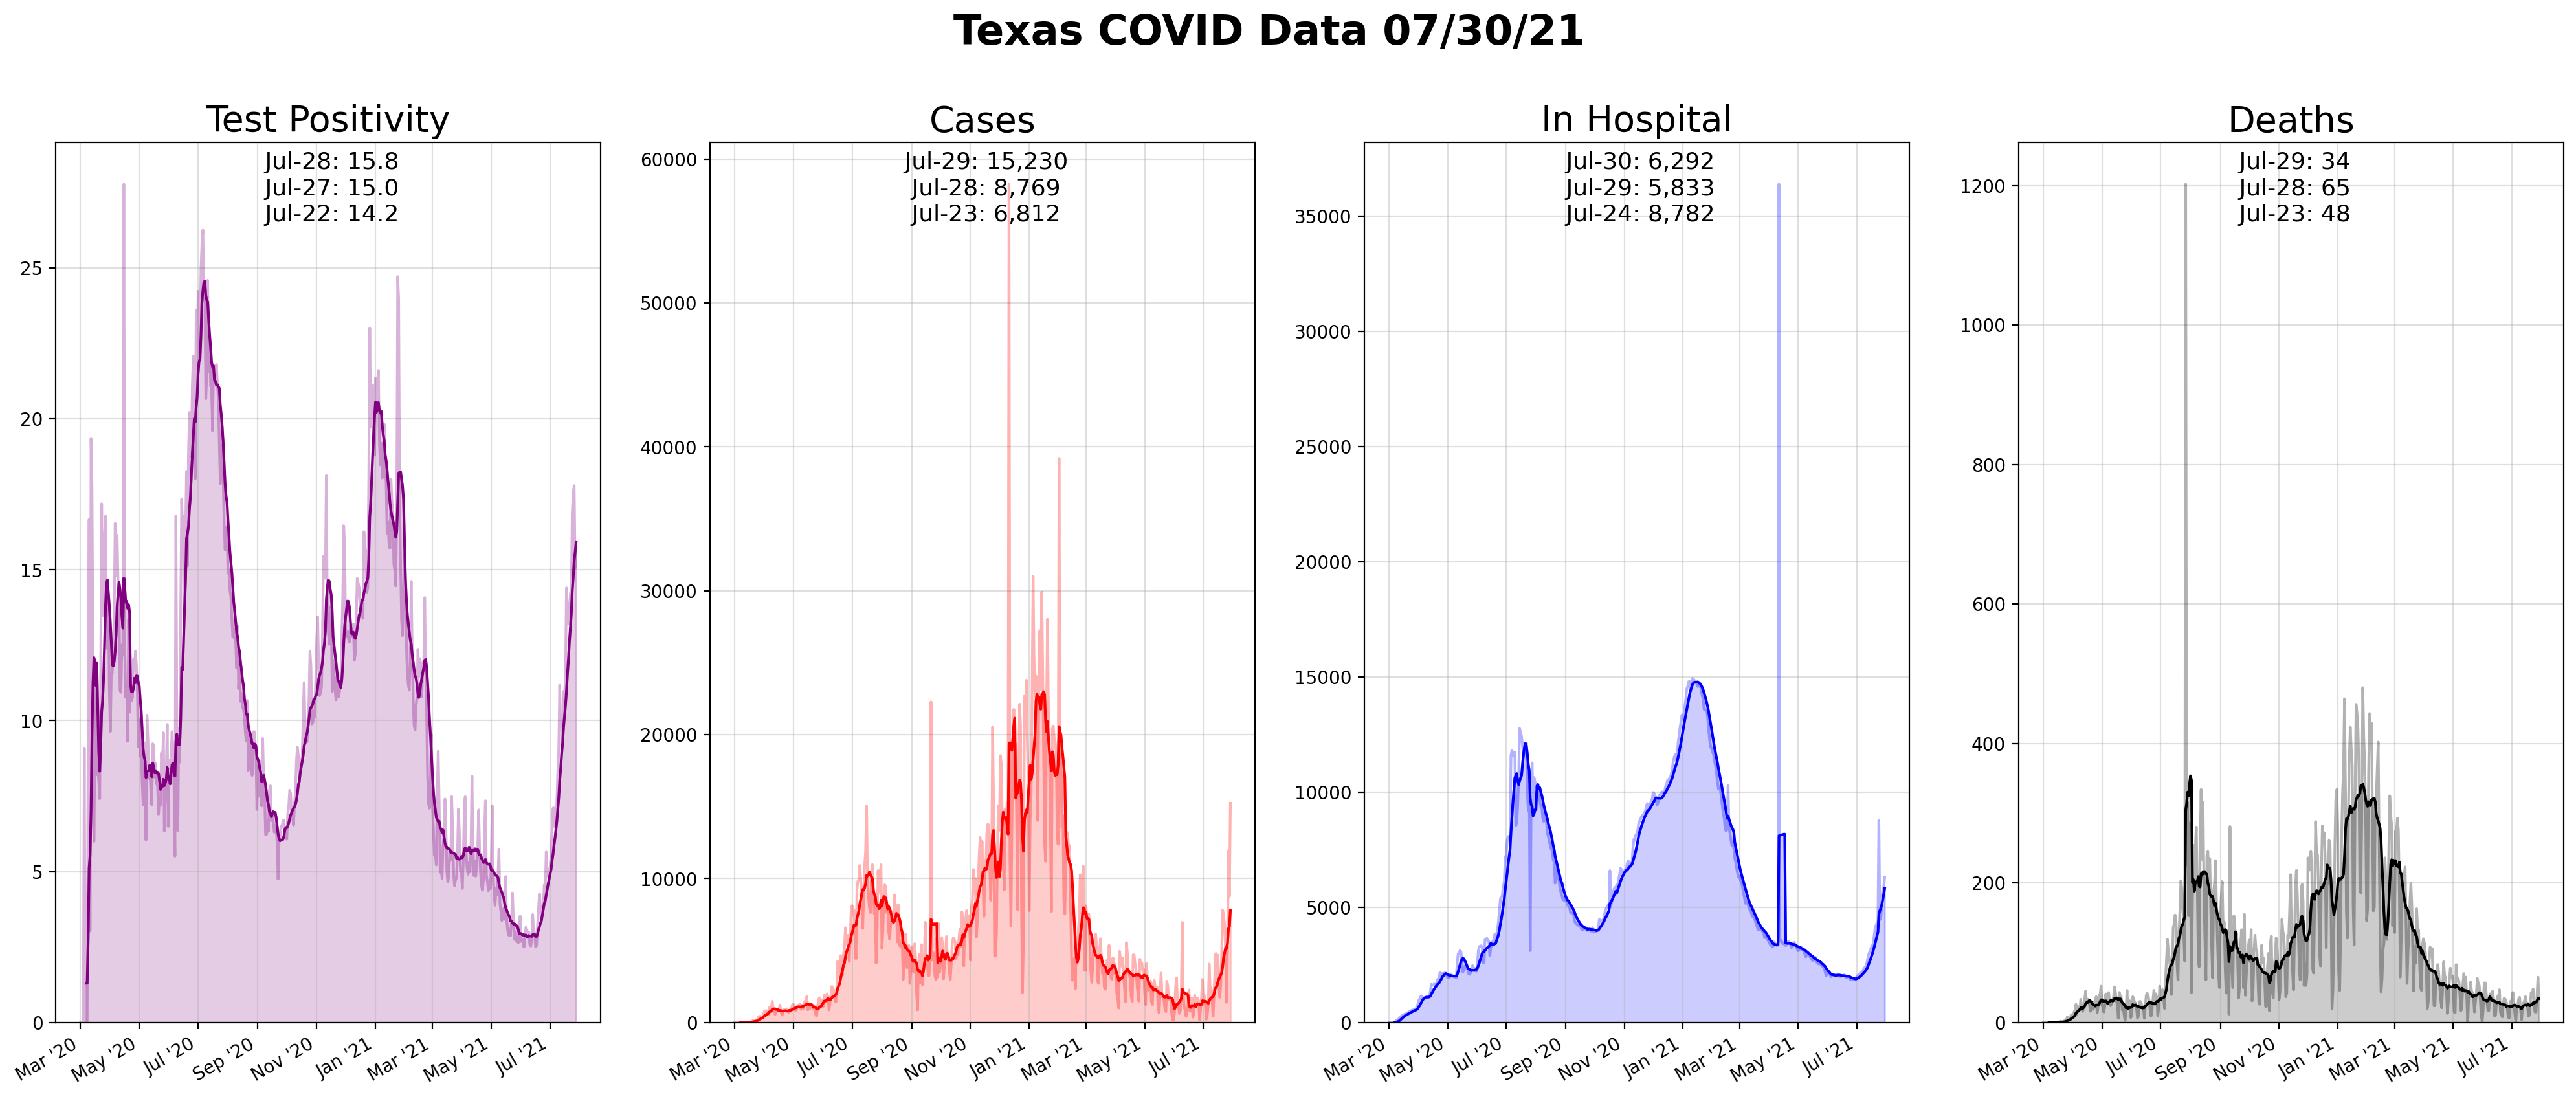 Texas COVID Data 07/30/21
Test Positivity
Jul-28: 15.8
Jul-27: 15.0
Jul-22: 14.2
25
20
15
10
5
0
Mar '20
May '20
Jul '20
Sep '20
Nov '20
Jan '21
Mar '21
May '21
Jul '21
Cases
Jul-29: 15,230
Jul-28: 8,769
Jul-23: 6,812
60000
50000
40000
30000
20000
10000
0
Mar '20
May '20
Jul '20
Sep '20
Nov '20
Jan '21
Mar '21
May '21
Jul '21
In Hospital
Jul-30: 6,292
Jul-29: 5,833
Jul-24: 8,782
35000
30000
25000
20000
15000
10000
5000
0
Mar '20
May '20
Jul '20
Sep '20
Nov '20
Jan '21
Mar '21
May '21
Jul '21
Deaths
Jul-29: 34
Jul-28: 65
Jul-23: 48
1200
1000
800
600
400
200
0
Mar '20
May '20
Jul '20
Sep '20
Nov '20
Jan '21
Mar '21
May '21
Jul '21